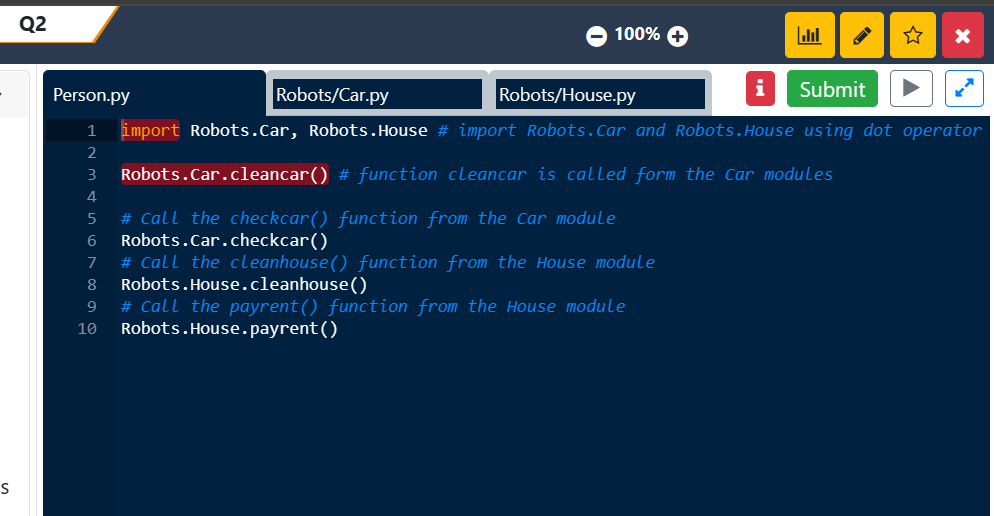 Q2
100%
Person.py
Robots/Car.py
Robots/House.py
i
Submit
1 import Robots.Car, Robots.House # import Robots.Car and Robots.House using dot operator
2
3 Robots.Car.cleancar() # function cleancar is called form the Car modules
4
5 # Call the checkcar() function from the Car module
6 Robots.Car.checkcar()
7 # Call the cleanhouse() function from the House module
8 Robots.House.cleanhouse()
9 # Call the payrent() function from the House module
10 Robots.House.payrent()
s